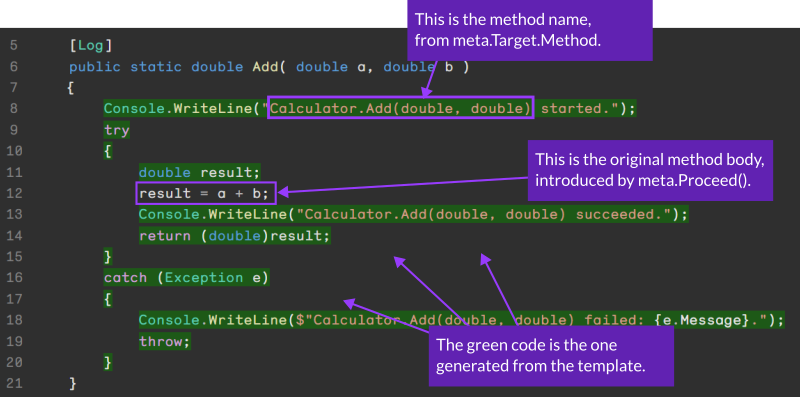 This is the method name,
from meta.Target.Method.
5 [Log]
6 public static double Add( double a, double b )
7 {
8 Console.WriteLine("Calculator.Add(double, double) started.");
9 try
10 {
11 double result;
12 result = a + b;
This is the original method body,
introduced by meta.Proceed().
13 Console.WriteLine("Calculator.Add(double, double) succeeded.");
14 return (double)result;
15 }
16 catch (Exception e)
17 {
18 Console.WriteLine($"Calculator.Add(double, double) failed: {e.Message}.");
19 throw;
20 }
21 }
The green code is the one
generated from the template.